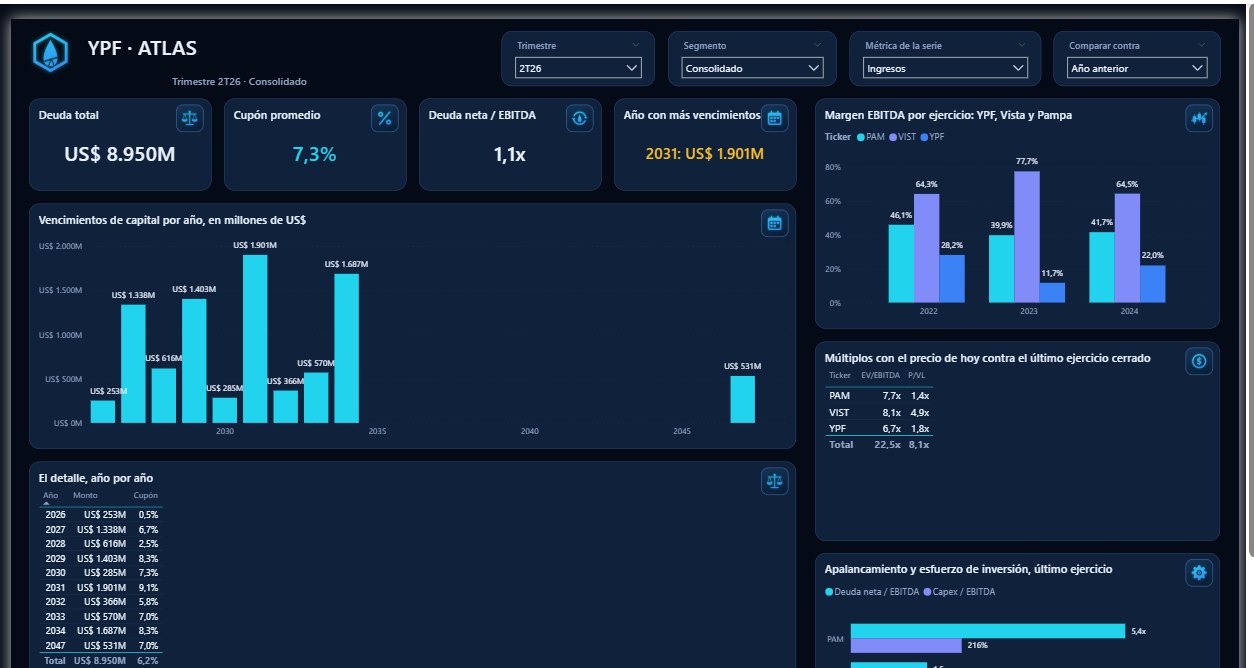 YPF · ATLAS
Trimestre 2T26 · Consolidado
Trimestre
2T26
Segmento
Consolidado
Métrica de la serie
Ingresos
Comparar contra
Año anterior
Deuda total
US$ 8.950M
Cupón promedio
7,3%
Deuda neta / EBITDA
1,1x
Año con más vencimientos
2031: US$ 1.901M
Vencimientos de capital por año, en millones de US$
US$ 2.000M
US$ 1.500M
US$ 1.000M
US$ 500M
US$ 0M
US$ 253M
US$ 1.338M
US$ 616M
US$ 1.403M
US$ 285M
US$ 1.901M
US$ 366M
US$ 570M
US$ 1.687M
US$ 531M
2030
2035
2040
2045
El detalle, año por año
Año Monto Cupón
2026 US$ 253M 0,5%
2027 US$ 1.338M 6,7%
2028 US$ 616M 2,5%
2029 US$ 1.403M 8,3%
2030 US$ 285M 7,3%
2031 US$ 1.901M 9,1%
2032 US$ 366M 5,8%
2033 US$ 570M 7,0%
2034 US$ 1.687M 8,3%
2047 US$ 531M 7,0%
Total US$ 8.950M 6,2%
Margen EBITDA por ejercicio: YPF, Vista y Pampa
Ticker PAM VIST YPF
80%
60%
40%
20%
0%
46,1%
64,3%
28,2%
39,9%
77,7%
11,7%
41,7%
64,5%
22,0%
2022
2023
2024
Múltiplos con el precio de hoy contra el último ejercicio cerrado
Ticker EV/EBITDA P/VL
PAM 7,7x 1,4x
VIST 8,1x 4,9x
YPF 6,7x 1,8x
Total 22,5x 8,1x
Apalancamiento y esfuerzo de inversión, último ejercicio
Deuda neta / EBITDA Capex / EBITDA
PAM
5,4x
216%